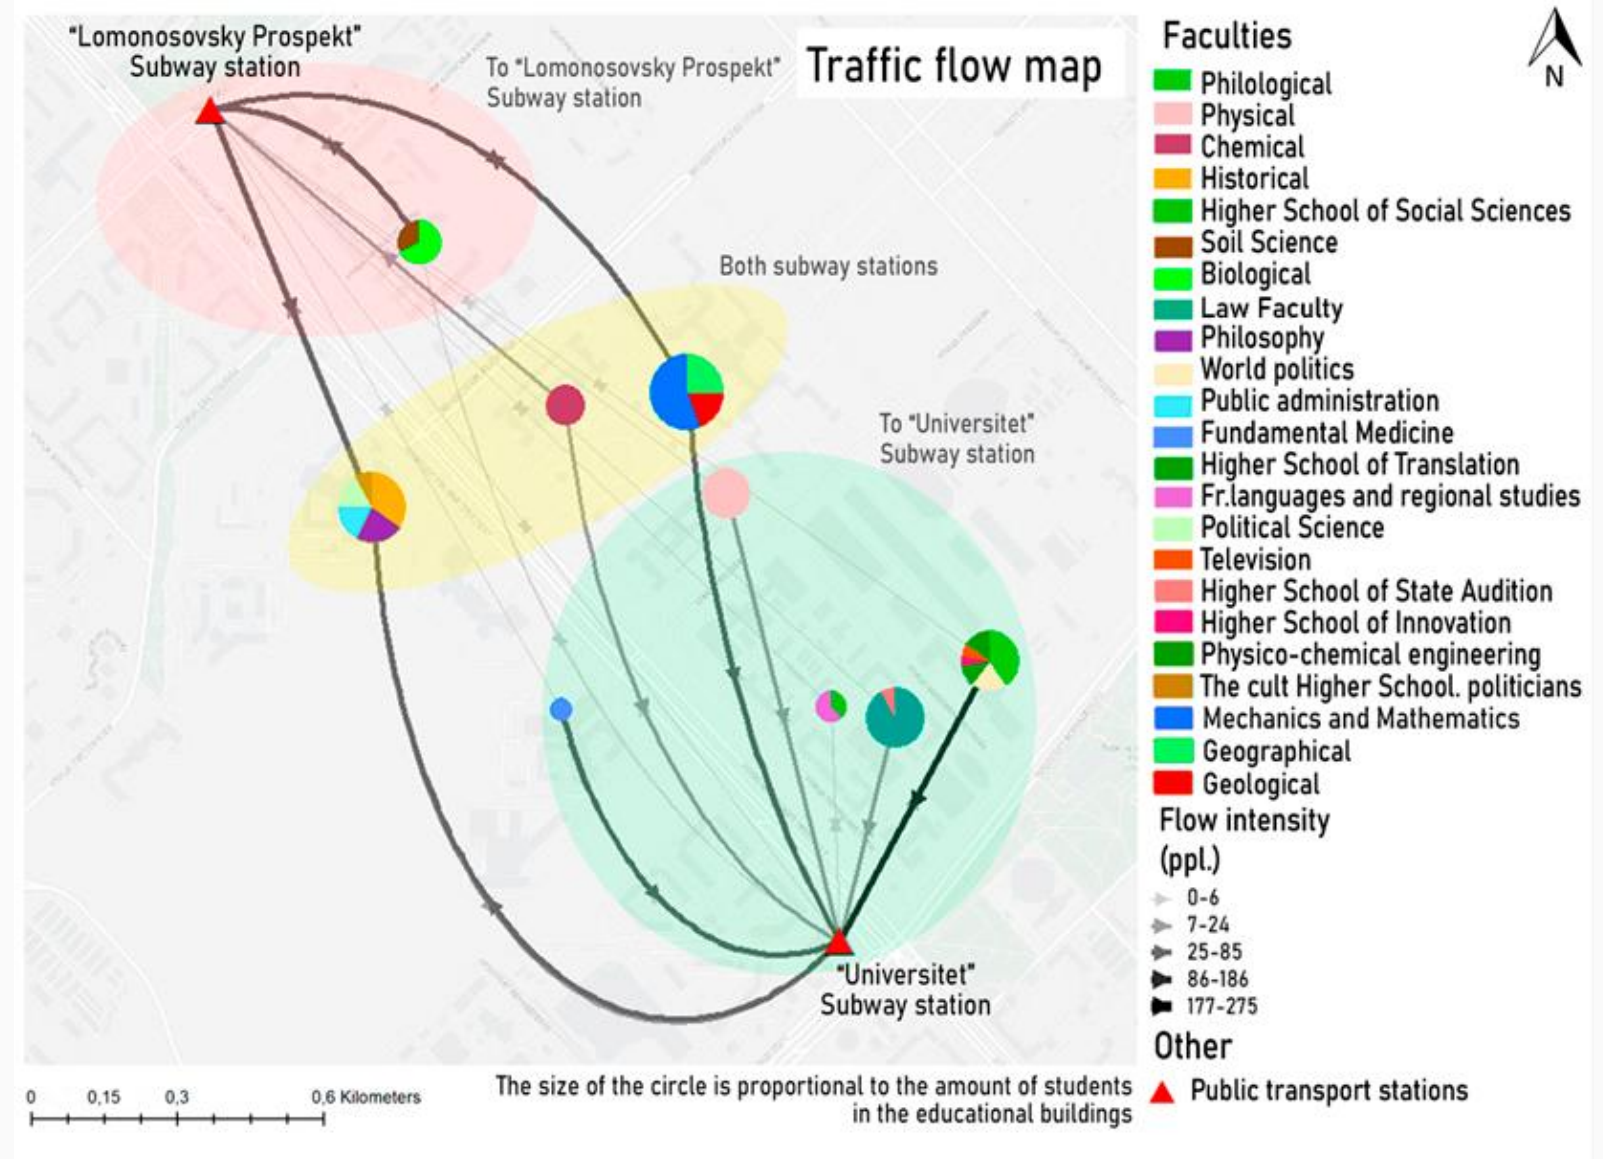 "Lomonosovsky Prospekt"
Subway station
To "Lomonosovsky Prospekt"
Subway station
Traffic flow map
Both subway stations
To "Universitet"
Subway station
"Universitet"
Subway station
Faculties
Philological
Physical
Chemical
Historical
Higher School of Social Sciences
Soil Science
Biological
Law Faculty
Philosophy
World politics
Public administration
Fundamental Medicine
Higher School of Translation
Fr.languages and regional studies
Political Science
Television
Higher School of State Audition
Higher School of Innovation
Physico-chemical engineering
The cult Higher School. politicians
Mechanics and Mathematics
Geographical
Geological
Flow intensity
(ppl.)
0-6
7-24
25-85
86-186
177-275
Other
Public transport stations
N
0 0,15 0,3 0,6 Kilometers
The size of the circle is proportional to the amount of students
in the educational buildings